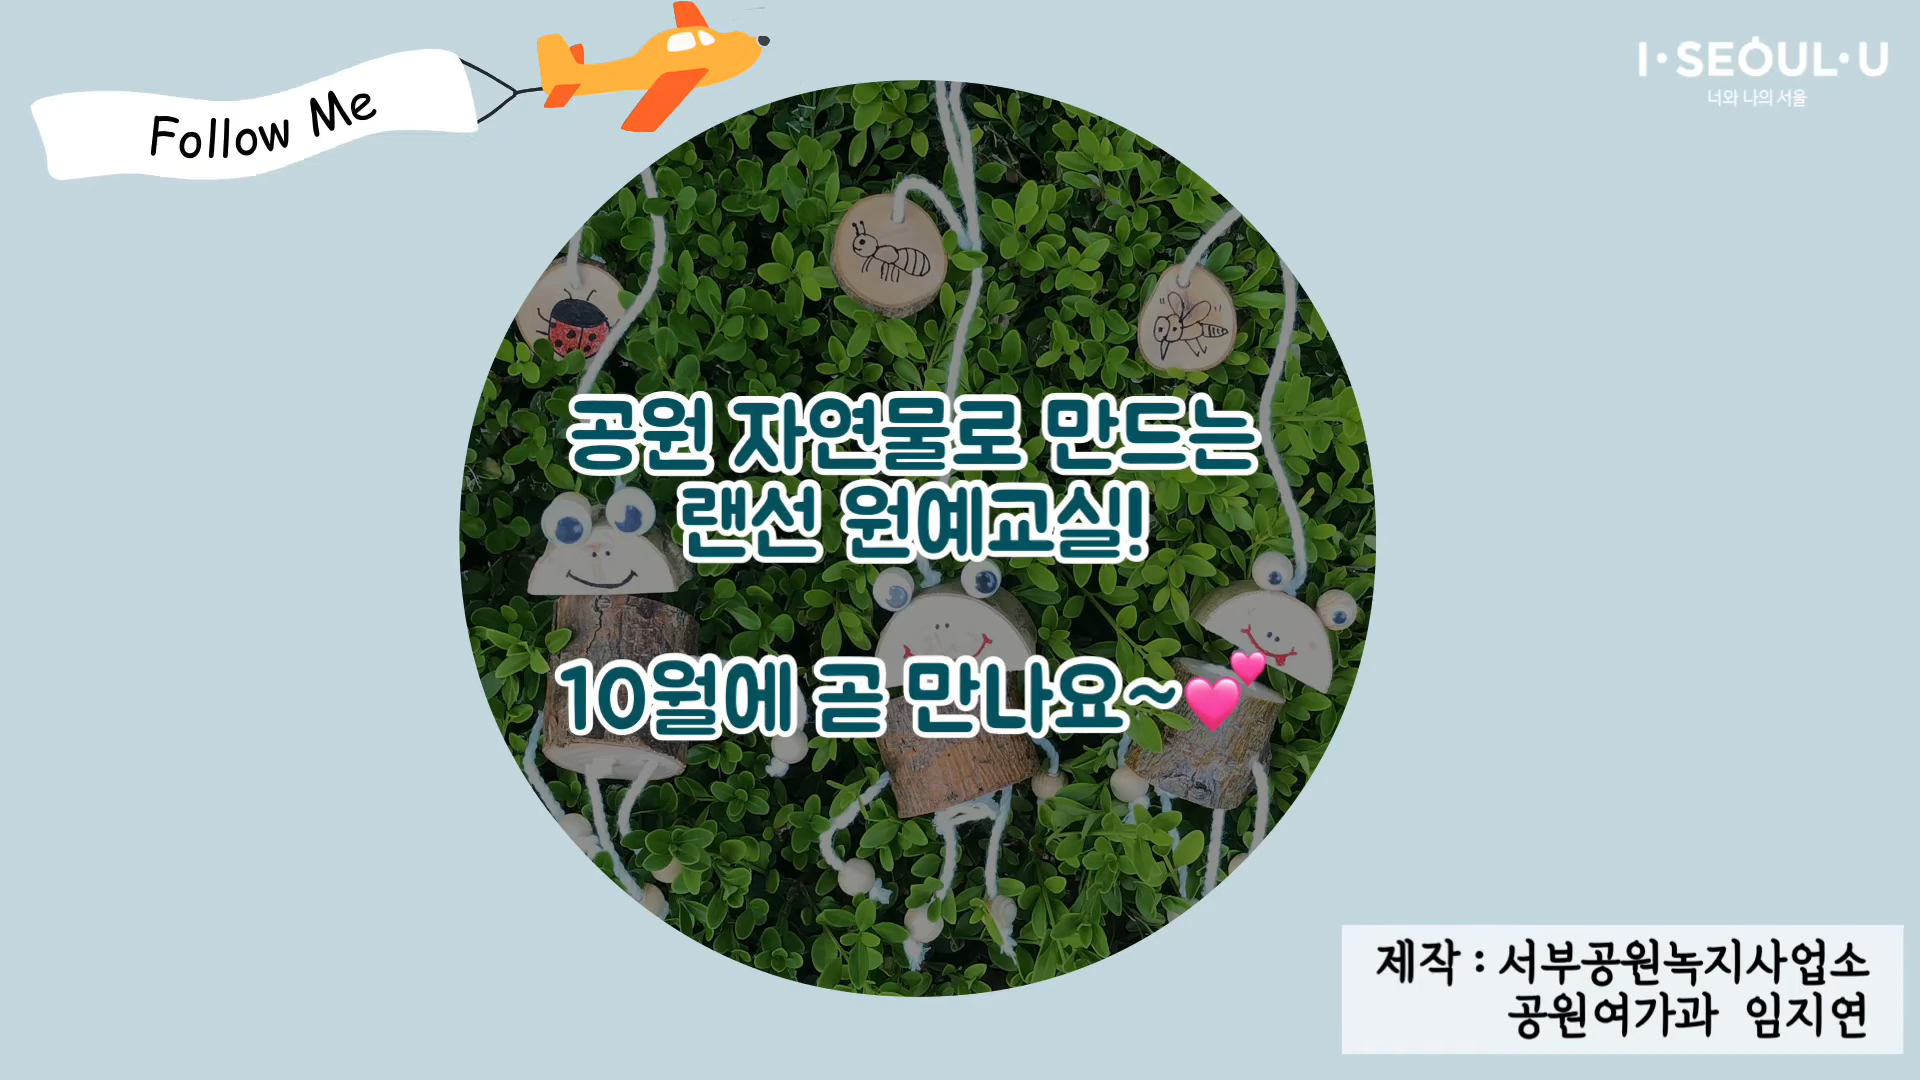 Follow Me
I·SEOUL·U
너와 나의 서울
공원 자연물로 만드는
랜선 원예교실!
10월에 곧 만나요~💕
제작 : 서부공원녹지사업소
공원여가과 임지연